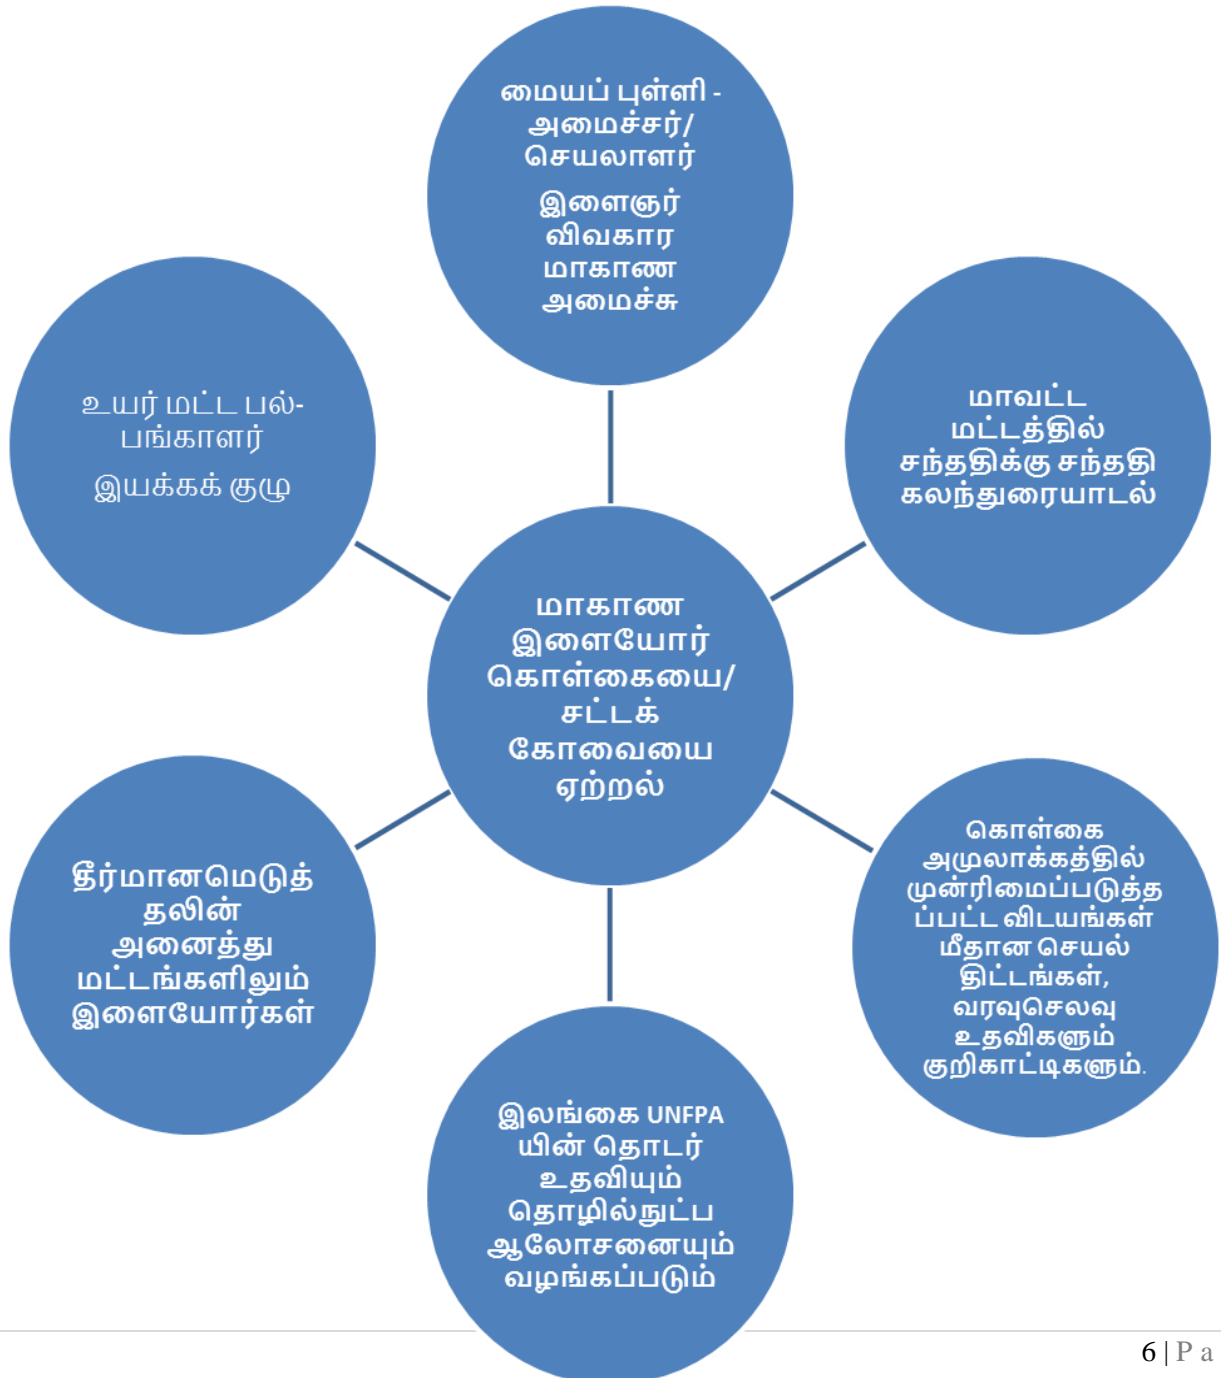 மையப் புள்ளி -
அமைச்சர்/
செயலாளர்
இளைஞர்
விவகார
மாகாண
அமைச்சு
உயர் மட்ட பல்-
பங்காளர்
இயக்கக் குழு
மாவட்ட
மட்டத்தில்
சந்ததிக்கு சந்ததி
கலந்துரையாடல்
மாகாண
இளையோர்
கொள்கையை/
சட்டக்
கோவையை
ஏற்றல்
தீர்மானமெடுத்
தலின்
அனைத்து
மட்டங்களிலும்
இளையோர்கள்
கொள்கை
அமுலாக்கத்தில்
முன்ரிமைப்படுத்த
ப்பட்ட விடயங்கள்
மீதான செயல்
திட்டங்கள்,
வரவுசெலவு
உதவிகளும்
குறிகாட்டிகளும்.
இலங்கை UNFPA
யின் தொடர்
உதவியும்
தொழில்நுட்ப
ஆலோசனையும்
வழங்கப்படும்
6 | P a